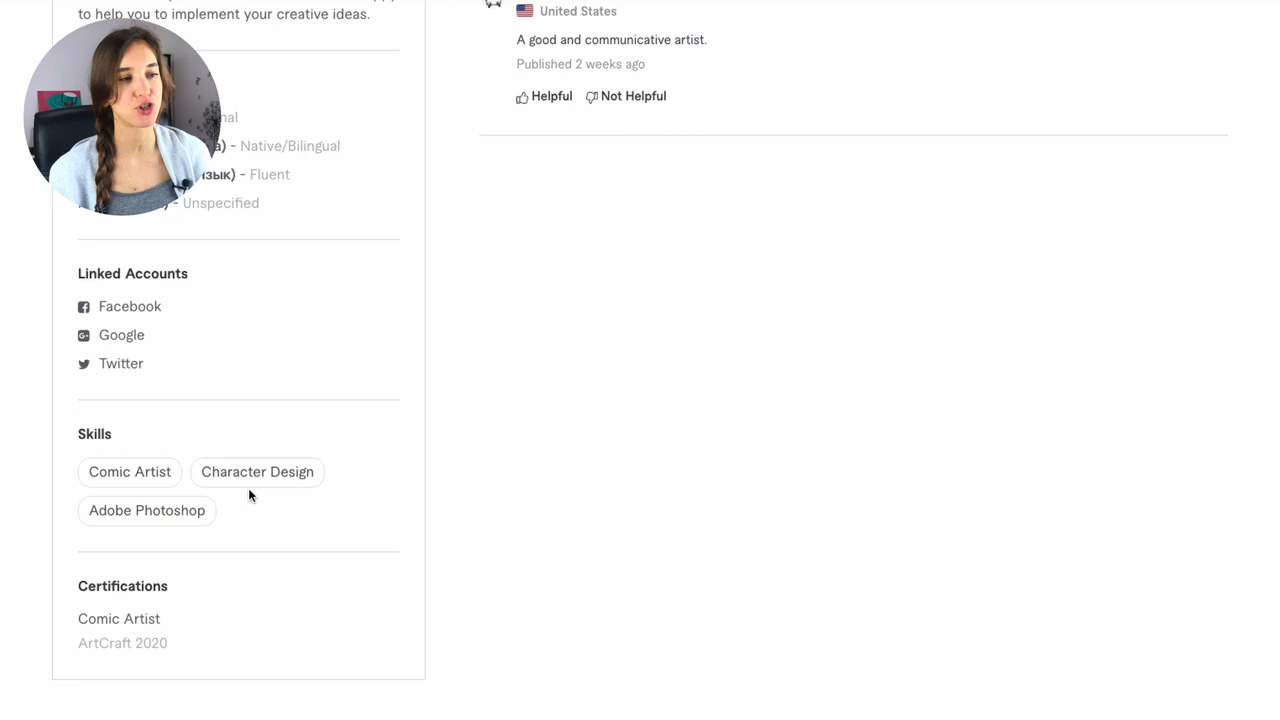 to help you to implement your creative ideas.
- Native/Bilingual
язык) - Fluent
- Unspecified
Linked Accounts
Facebook
Google
Twitter
Skills
Comic Artist
Character Design
Adobe Photoshop
Certifications
Comic Artist
ArtCraft 2020
United States
A good and communicative artist.
Published 2 weeks ago
Helpful
Not Helpful